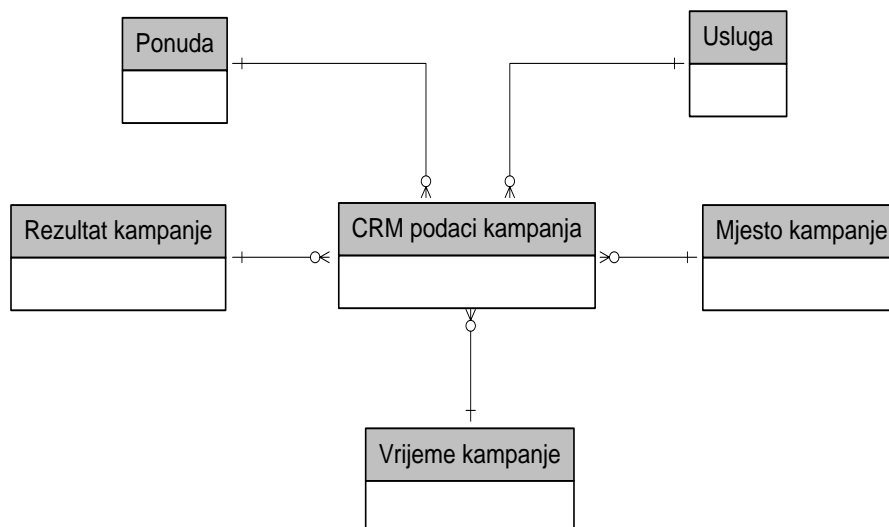 Ponuda
Usluga
Rezultat kampanje
CRM podaci kampanja
Mjesto kampanje
Vrijeme kampanje